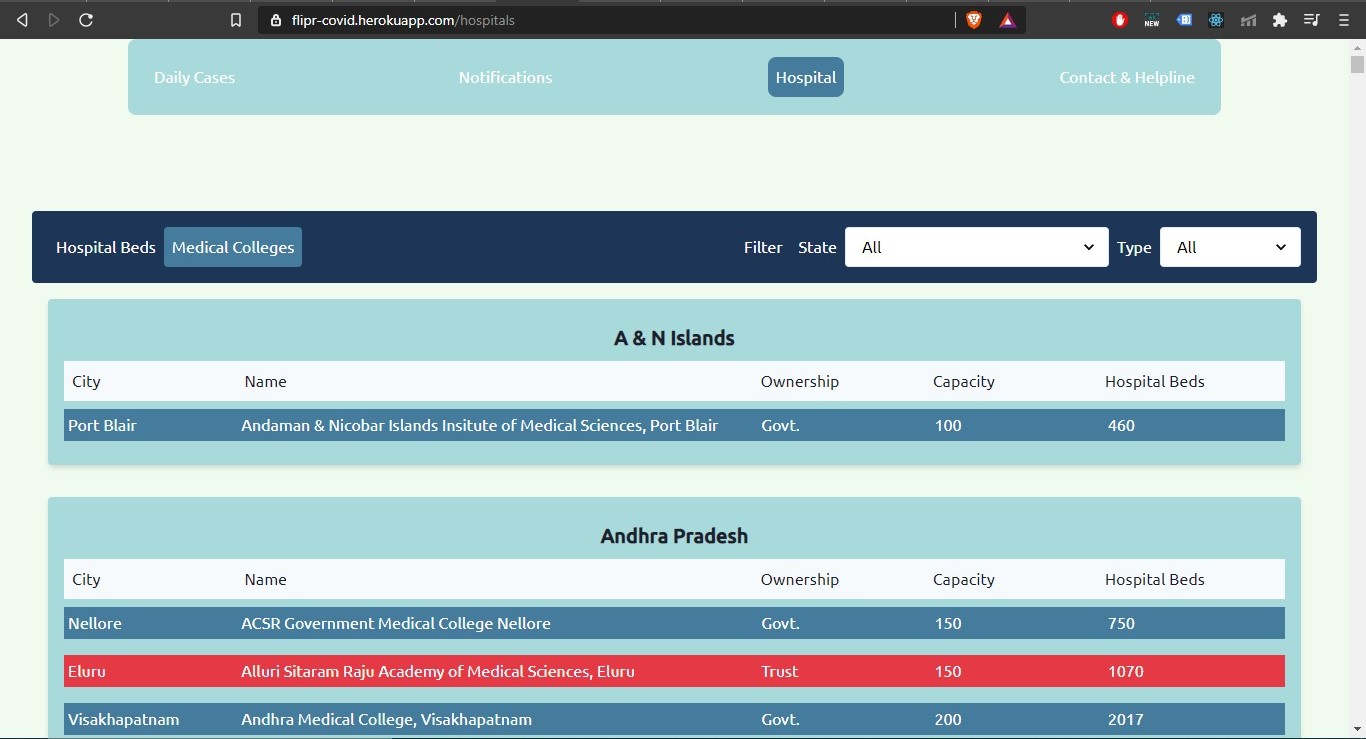 flipr-covid.herokuapp.com/hospitals
NEW
Daily Cases Notifications Hospital Contact & Helpline
Hospital Beds Medical Colleges Filter State All Type All
A & N Islands
City Name Ownership Capacity Hospital Beds
Port Blair Andaman & Nicobar Islands Insitute of Medical Sciences, Port Blair Govt. 100 460
Andhra Pradesh
City Name Ownership Capacity Hospital Beds
Nellore ACSR Government Medical College Nellore Govt. 150 750
Eluru Alluri Sitaram Raju Academy of Medical Sciences, Eluru Trust 150 1070
Visakhapatnam Andhra Medical College, Visakhapatnam Govt. 200 2017